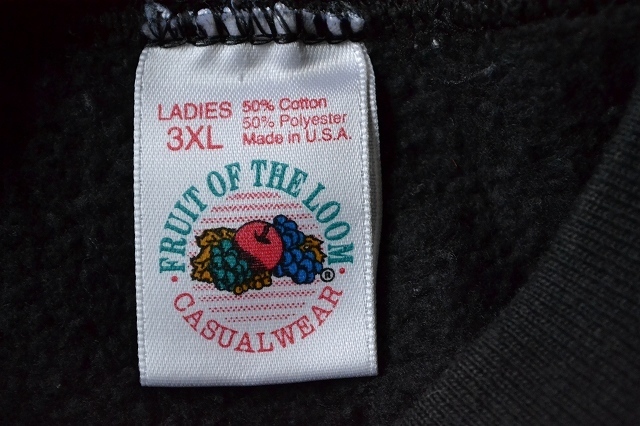 LADIES
3XL
50% Cotton
50% Polyester
Made in U.S.A.
·FRUIT OF THE LOOM·
®
CASUALWEAR